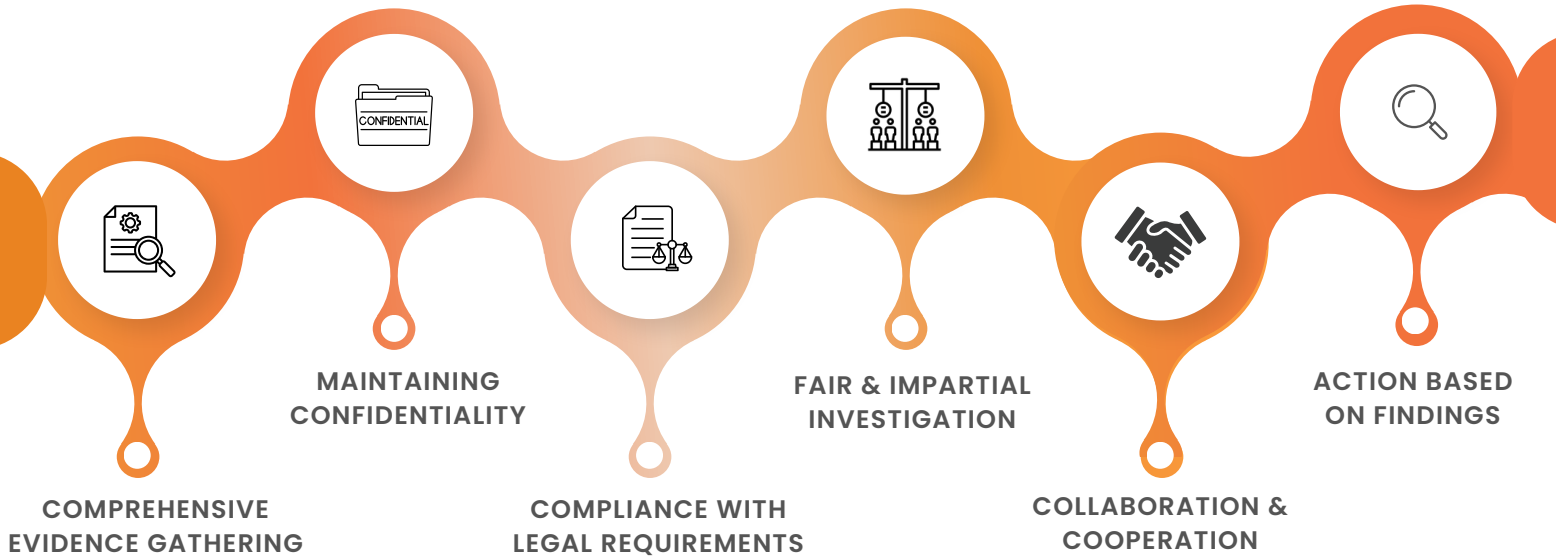 COMPREHENSIVE
EVIDENCE GATHERING
CONFIDENTIAL
MAINTAINING
CONFIDENTIALITY
COMPLIANCE WITH
LEGAL REQUIREMENTS
FAIR & IMPARTIAL
INVESTIGATION
COLLABORATION &
COOPERATION
ACTION BASED
ON FINDINGS